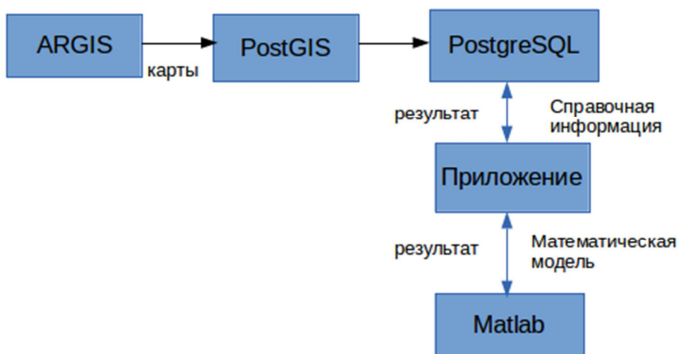 ARGIS
карты
PostGIS
PostgreSQL
результат
Справочная
информация
Приложение
результат
Математическая
модель
Matlab